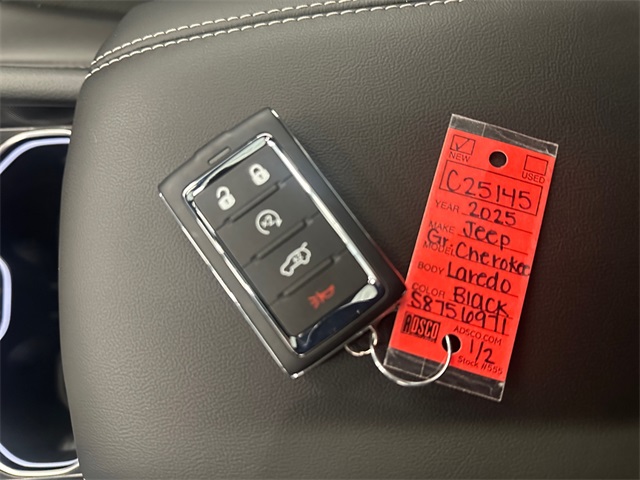 NEW USED
C25145
YEAR 2025
MAKE Jeep
MODEL Gr. Cherokee
BODY Laredo
COLOR Black
S8756971
ADSCO ADSCO.COM
1/2
Stock #555